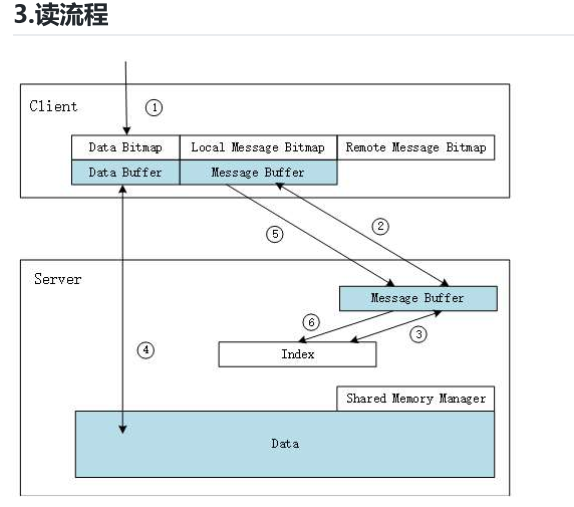 3.读流程
Client
①
Data Bitmap
Local Message Bitmap
Remote Message Bitmap
Data Buffer
Message Buffer
②
⑤
Server
Message Buffer
⑥
③
④
Index
Shared Memory Manager
Data